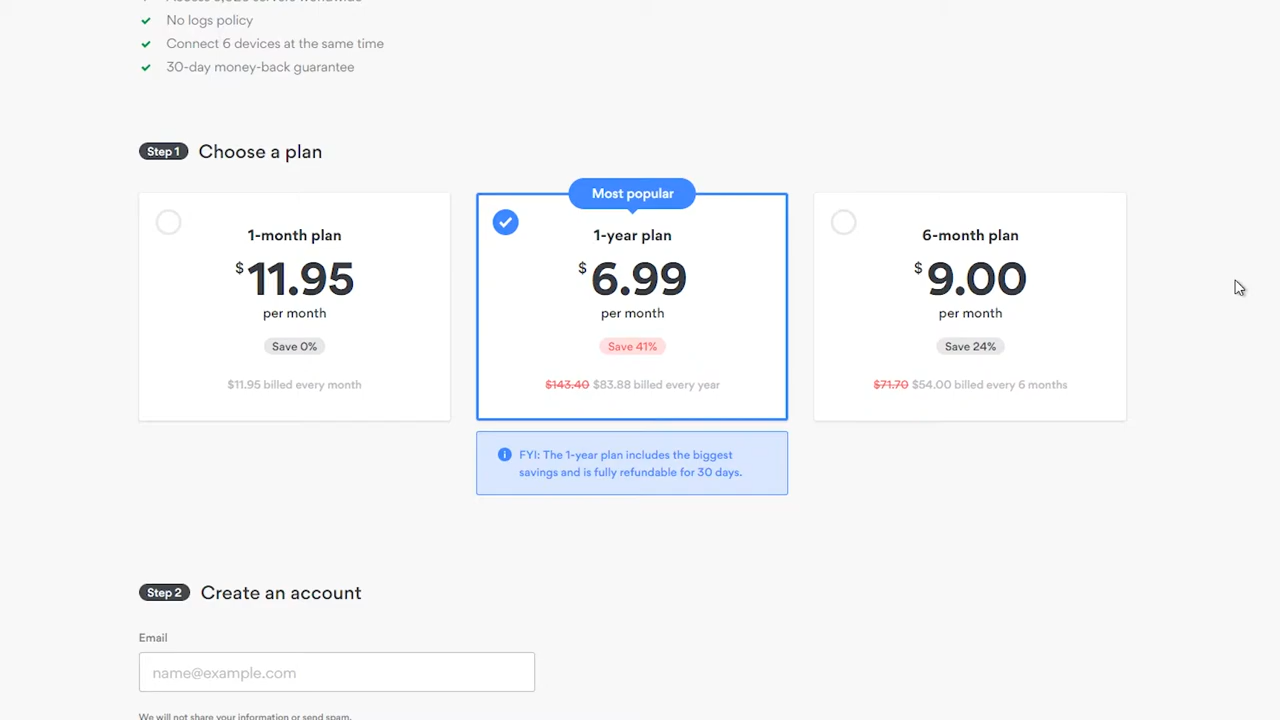 No logs policy
Connect 6 devices at the same time
30-day money-back guarantee
Step 1 Choose a plan
Most popular
1-month plan
$11.95
per month
Save 0%
$11.95 billed every month
1-year plan
$6.99
per month
Save 41%
$143.40 $83.88 billed every year
6-month plan
$9.00
per month
Save 24%
$71.70 $54.00 billed every 6 months
FYI: The 1-year plan includes the biggest
savings and is fully refundable for 30 days.
Step 2 Create an account
Email
name@example.com
We will not share your information or send spam.